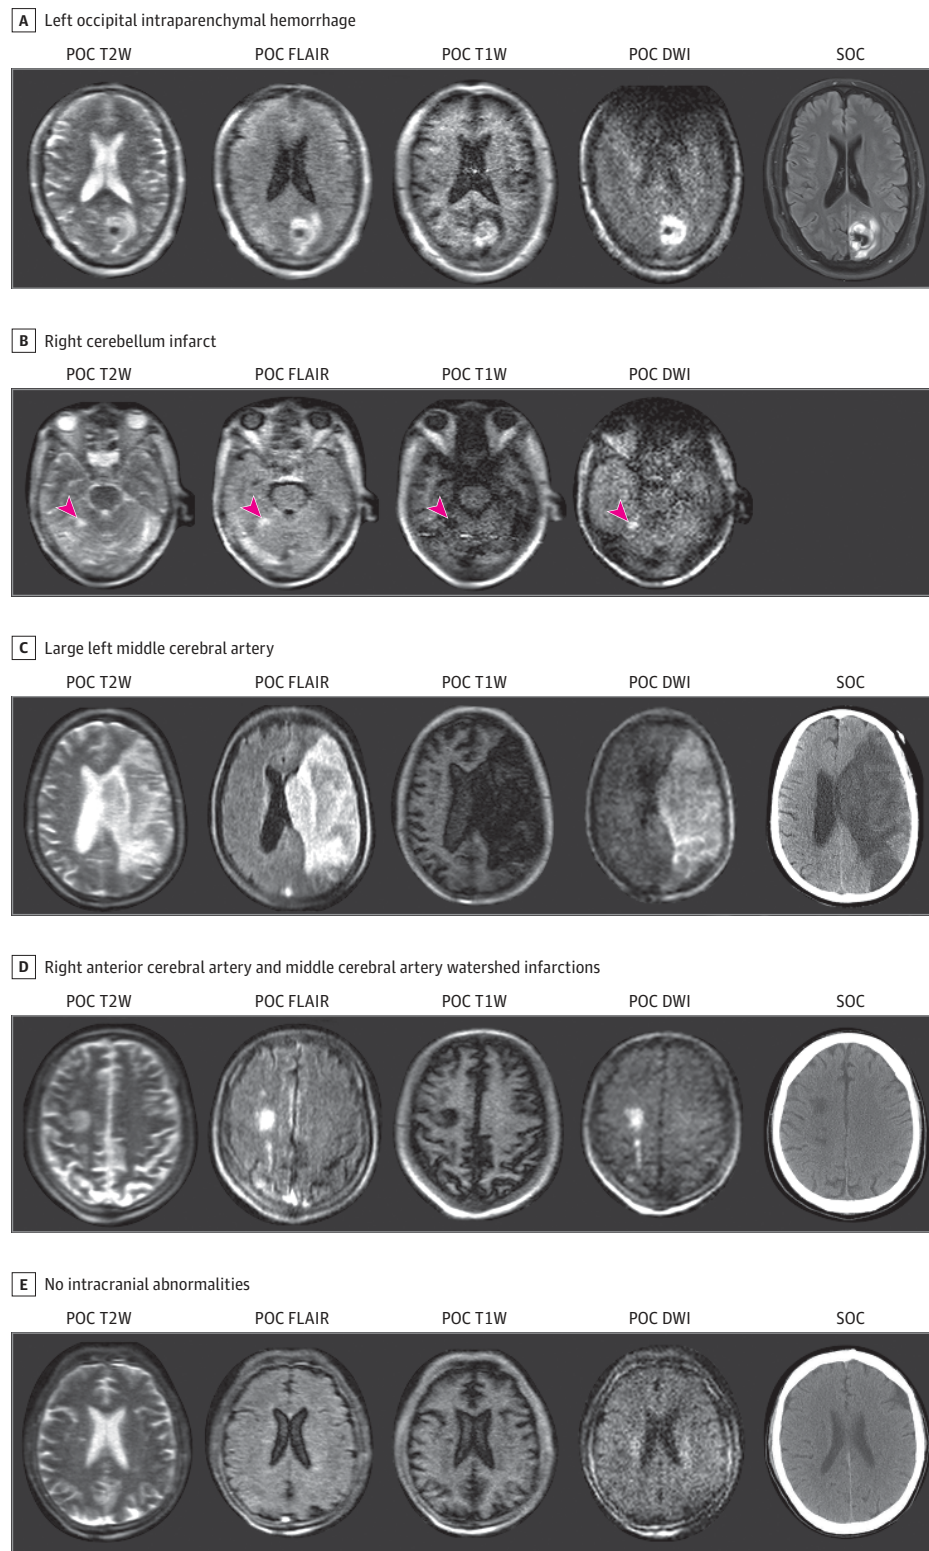 A Left occipital intraparenchymal hemorrhage
POC T2W POC FLAIR POC T1W POC DWI SOC
B Right cerebellum infarct
POC T2W POC FLAIR POC T1W POC DWI
C Large left middle cerebral artery
POC T2W POC FLAIR POC T1W POC DWI SOC
D Right anterior cerebral artery and middle cerebral artery watershed infarctions
POC T2W POC FLAIR POC T1W POC DWI SOC
E No intracranial abnormalities
POC T2W POC FLAIR POC T1W POC DWI SOC